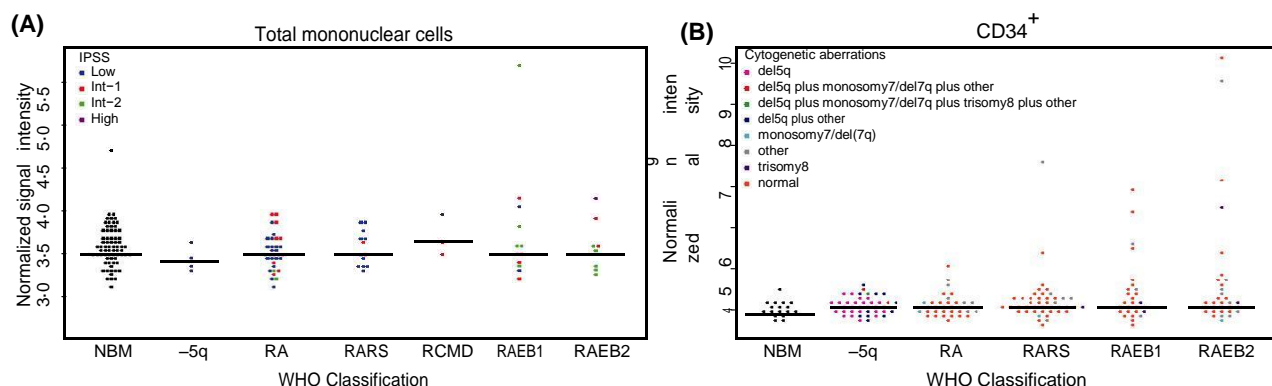 (A)
Total mononuclear cells
IPSS
Low
Int-1
Int-2
High
Normalized signal intensity
5·5
5·0
4·5
4·0
3·5
3·0
NBM –5q RA RARS RCMD RAEB1 RAEB2
WHO Classification
(B)
CD34+
Cytogenetic aberrations
del5q
del5q plus monosomy7/del7q plus other
del5q plus monosomy7/del7q plus trisomy8 plus other
del5q plus other
monosomy7/del(7q)
other
trisomy8
normal
Normali
zed
g
n
al
inten
sity
10
9
8
7
6
5
4
NBM –5q RA RARS RAEB1 RAEB2
WHO Classification